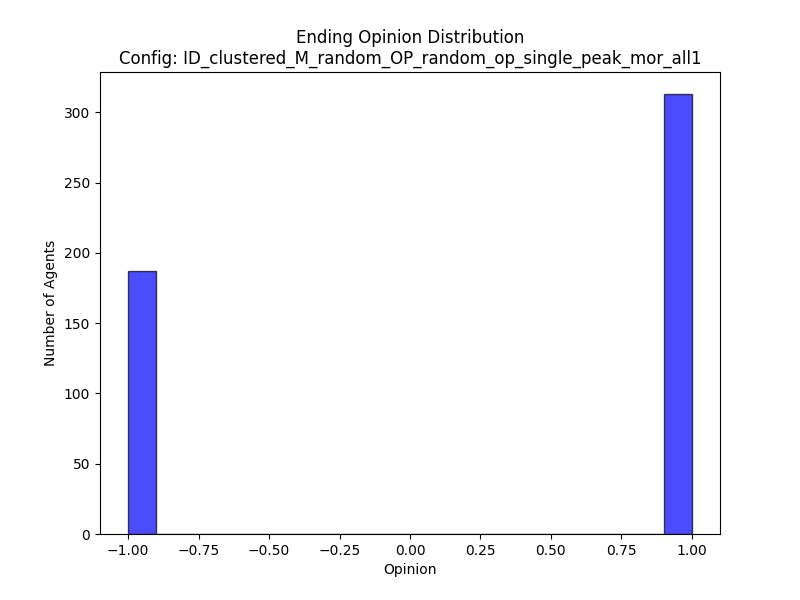 Ending Opinion Distribution
Config: ID_clustered_M_random_OP_random_op_single_peak_mor_all1
300
250
200
150
100
50
0
Number of Agents
−1.00 −0.75 −0.50 −0.25 0.00 0.25 0.50 0.75 1.00
Opinion